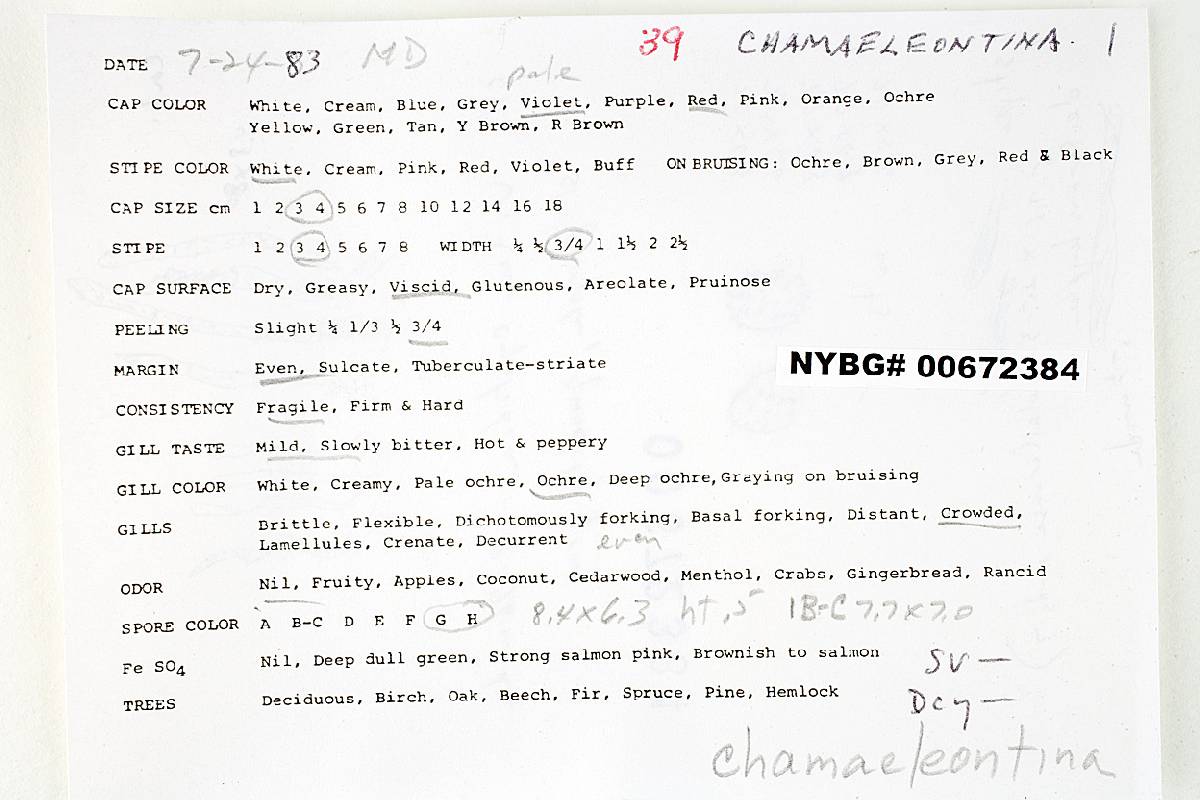 39 CHAMAELEONTINA. 1
DATE 7-24-83 MD
pale
CAP COLOR White, Cream, Blue, Grey, Violet, Purple, Red, Pink, Orange, Ochre
Yellow, Green, Tan, Y Brown, R Brown
STIPE COLOR White, Cream, Pink, Red, Violet, Buff ON BRUISING: Ochre, Brown, Grey, Red & Black
CAP SIZE cm 1 2 3 4 5 6 7 8 10 12 14 16 18
STIPE 1 2 3 4 5 6 7 8 WIDTH ¼ ½ 3/4 1 1½ 2 2½
CAP SURFACE Dry, Greasy, Viscid, Glutenous, Areclate, Pruinose
PEELING Slight ¼ 1/3 ½ 3/4
MARGIN Even, Sulcate, Tuberculate-striate
NYBG# 00672384
CONSISTENCY Fragile, Firm & Hard
GILL TASTE Mild, Slowly bitter, Hot & peppery
GILL COLOR White, Creamy, Pale ochre, Ochre, Deep ochre, Graying on bruising
GILLS Brittle, Flexible, Dichotomously forking, Basal forking, Distant, Crowded,
Lamellules, Crenate, Decurrent even
ODOR Nil, Fruity, Apples, Coconut, Cedarwood, Menthol, Crabs, Gingerbread, Rancid
SPORE COLOR A B-C D E F G H 8.4x6.3 ht .5 1B-C 7.7x7.0
Fe SO4 Nil, Deep dull green, Strong salmon pink, Brownish to salmon SV —
TREES Deciduous, Birch, Oak, Beech, Fir, Spruce, Pine, Hemlock Dcy —
chamaeleontina